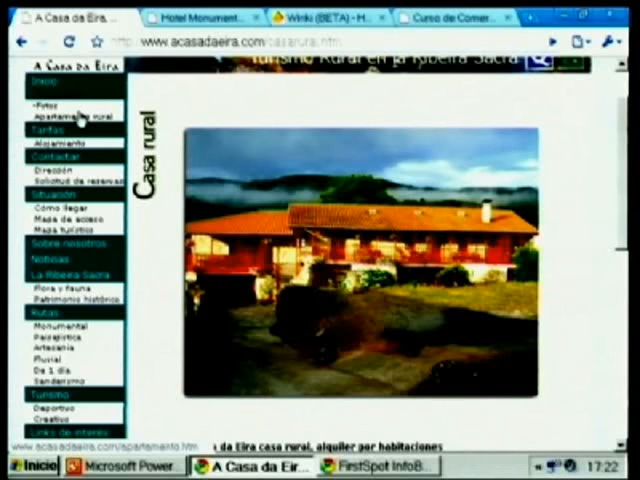 A Casa da Eira...
Hotel Monument...
Winki (BETA) - H...
Curso de Comer...
http://www.acasadaeira.com/casarural.htm
A Casa da Eira
Turismo Rural en la Ribeira Sacra
Inicio
-Fotos
Apartamento rural
Tarifas
Alojamiento
Contactar
Dirección
Solicitud de reservas
Situación
Cómo llegar
Mapa de acceso
Mapa turístico
Sobre nosotros
Noticias
La Ribeira Sacra
Flora y fauna
Patrimonio histórico
Rutas
Monumental
Paisajística
Artesanía
Fluvial
De 1 día
Senderismo
Turismo
Deportivo
Creativo
Links de interés
Casa rural
www.acasadaeira.com/apartamento.htm
a da Eira casa rural, alquiler por habitaciones
Inicio
Microsoft Power...
A Casa da Eir...
FirstSpot InfoB...
17:22